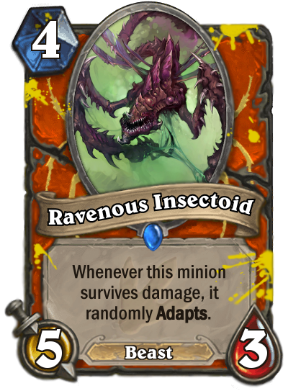 4
Ravenous Insectoid
Whenever this minion
survives damage, it
randomly Adapts.
5
Beast
3